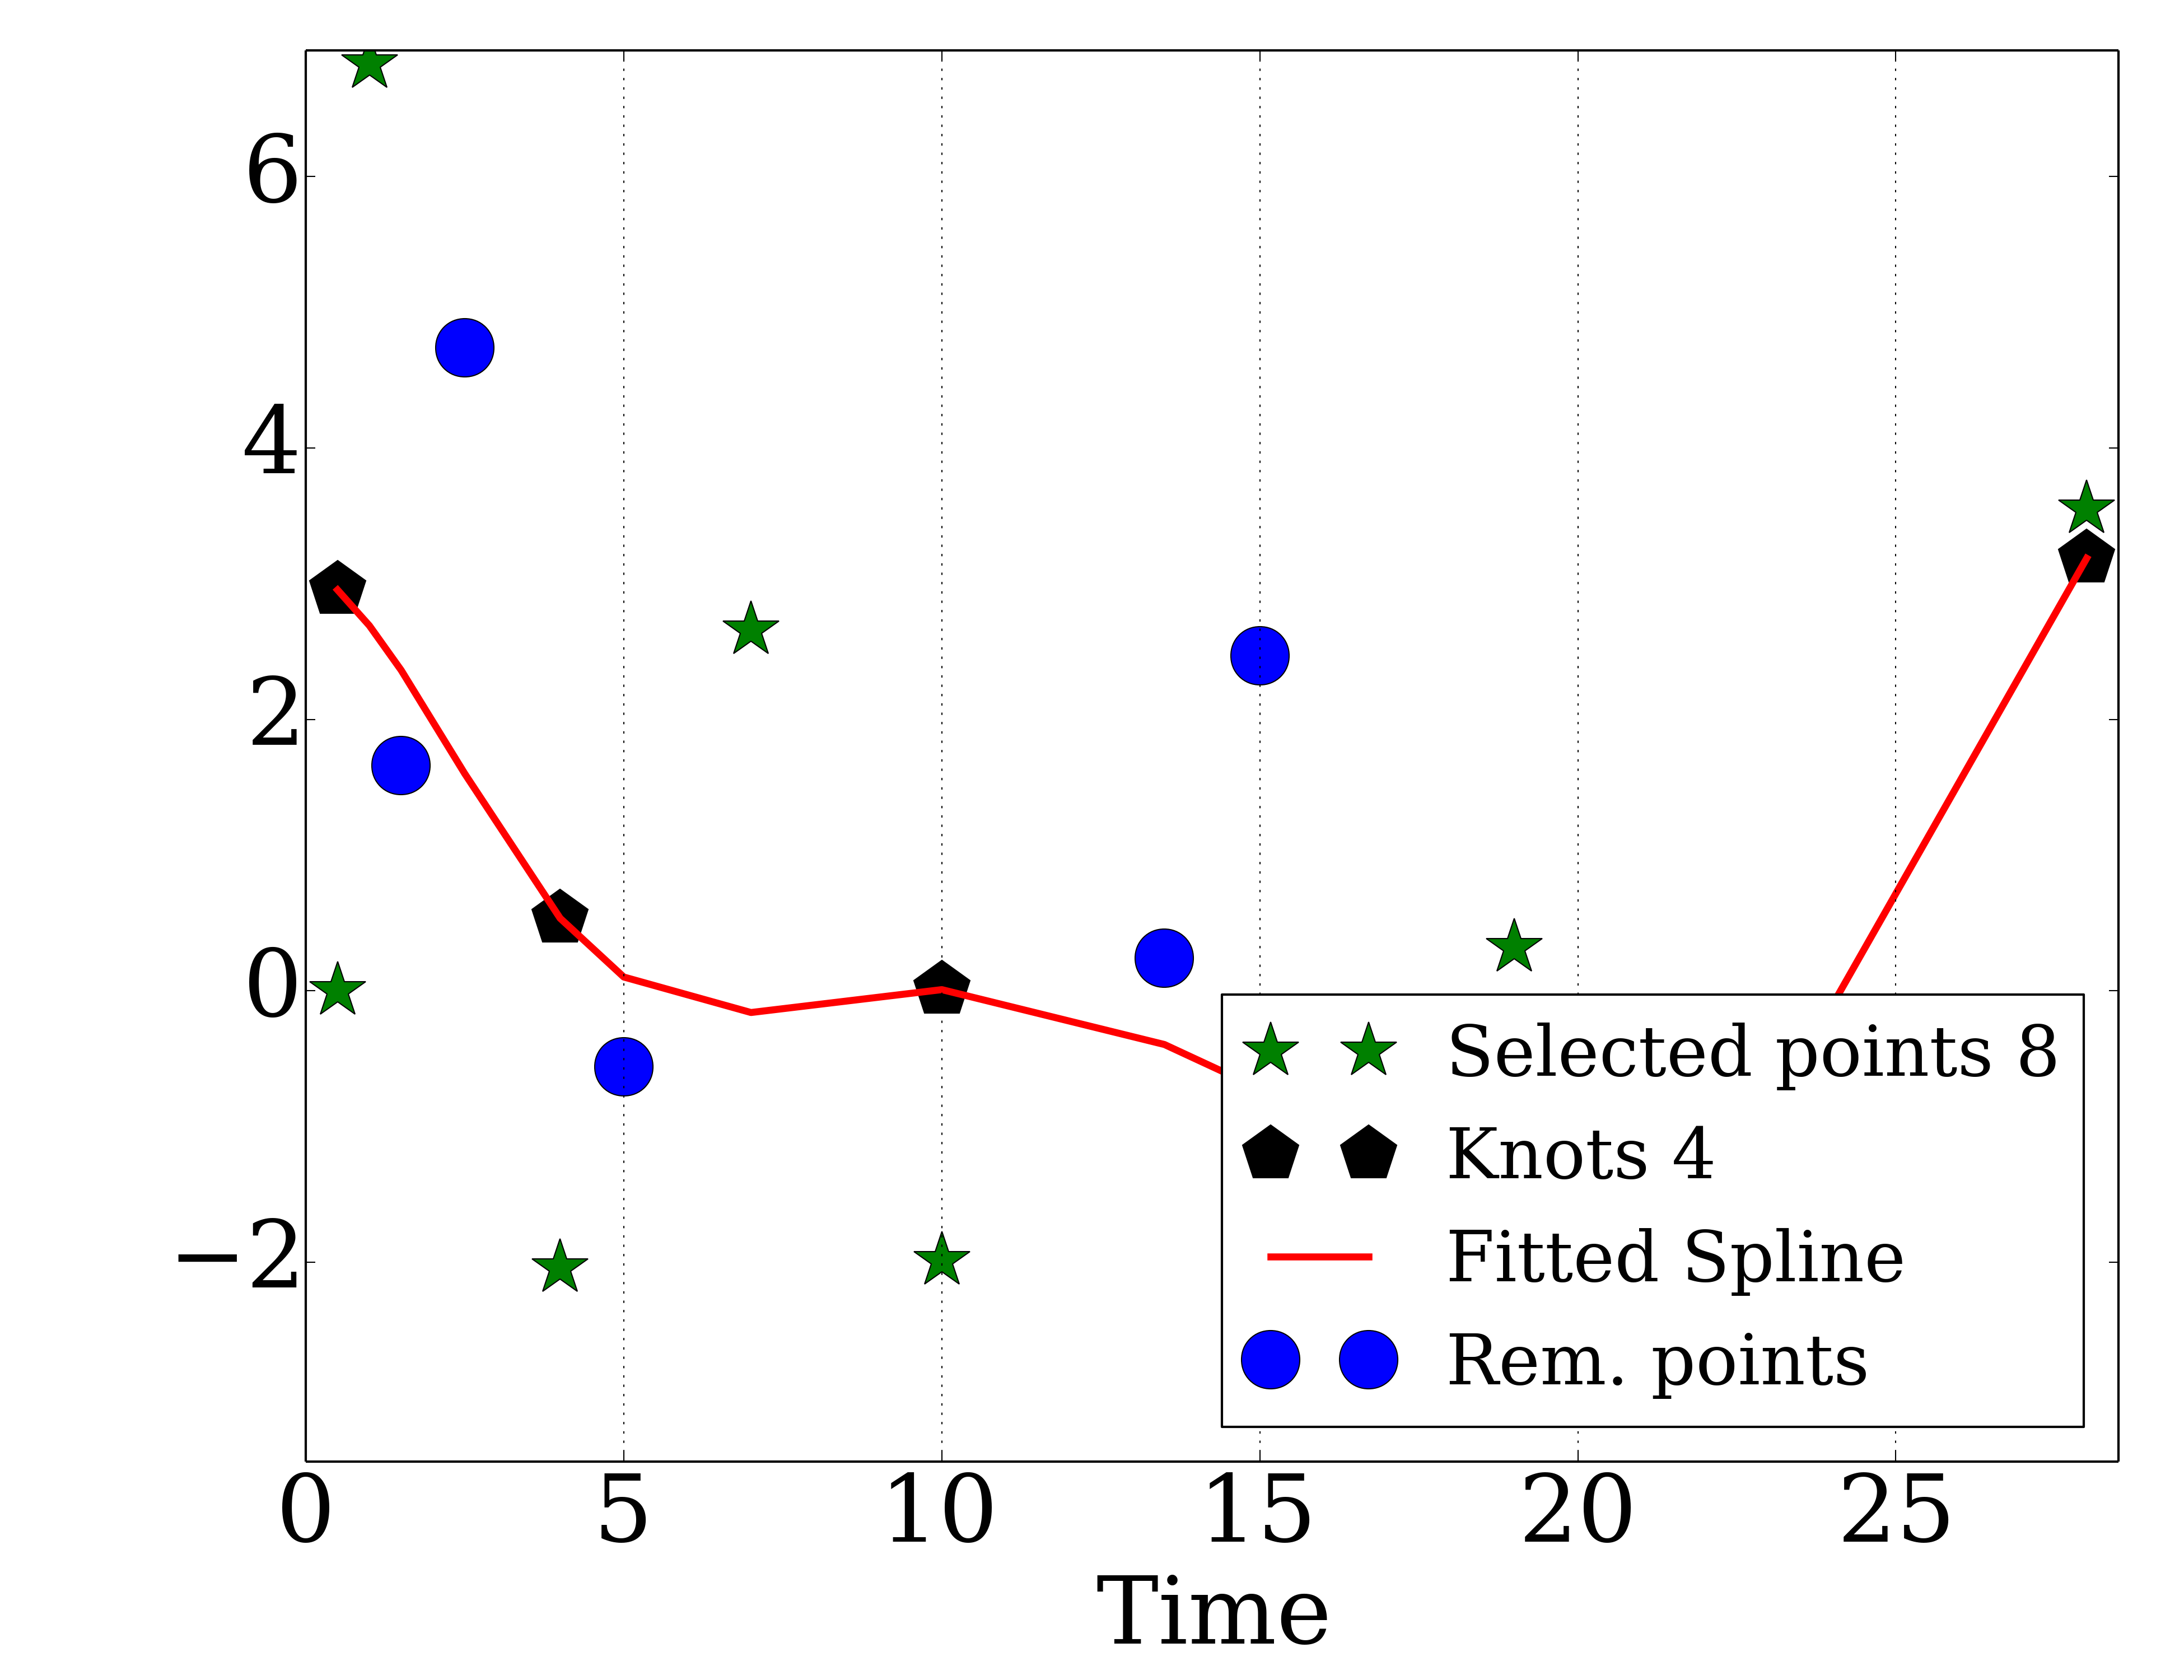 6
4
2
0
−2
Selected points 8
Knots 4
Fitted Spline
Rem. points
0 5 10 15 20 25
Time